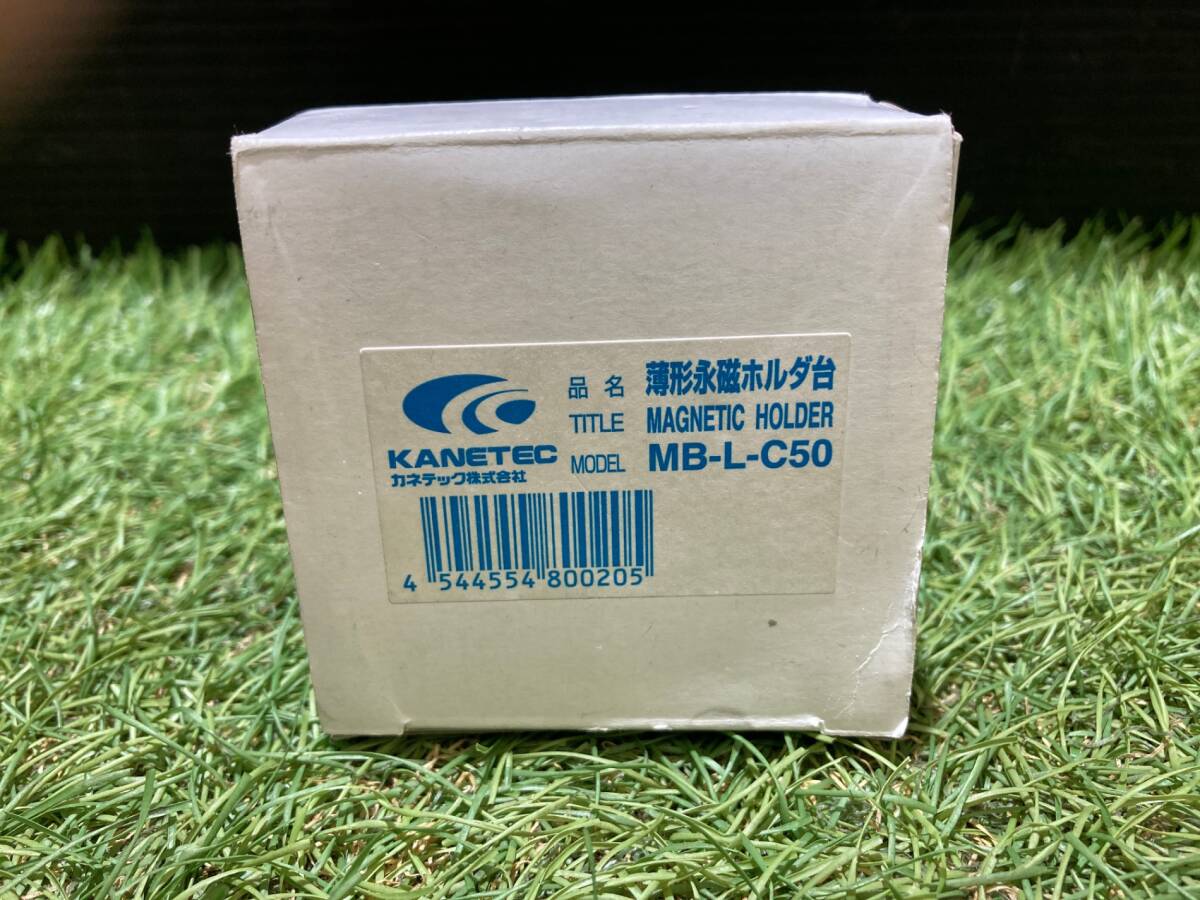 品名 薄形永磁ホルダ台
TITLE MAGNETIC HOLDER
MODEL MB-L-C50
KANETEC
カネテック株式会社
4 544554 800205